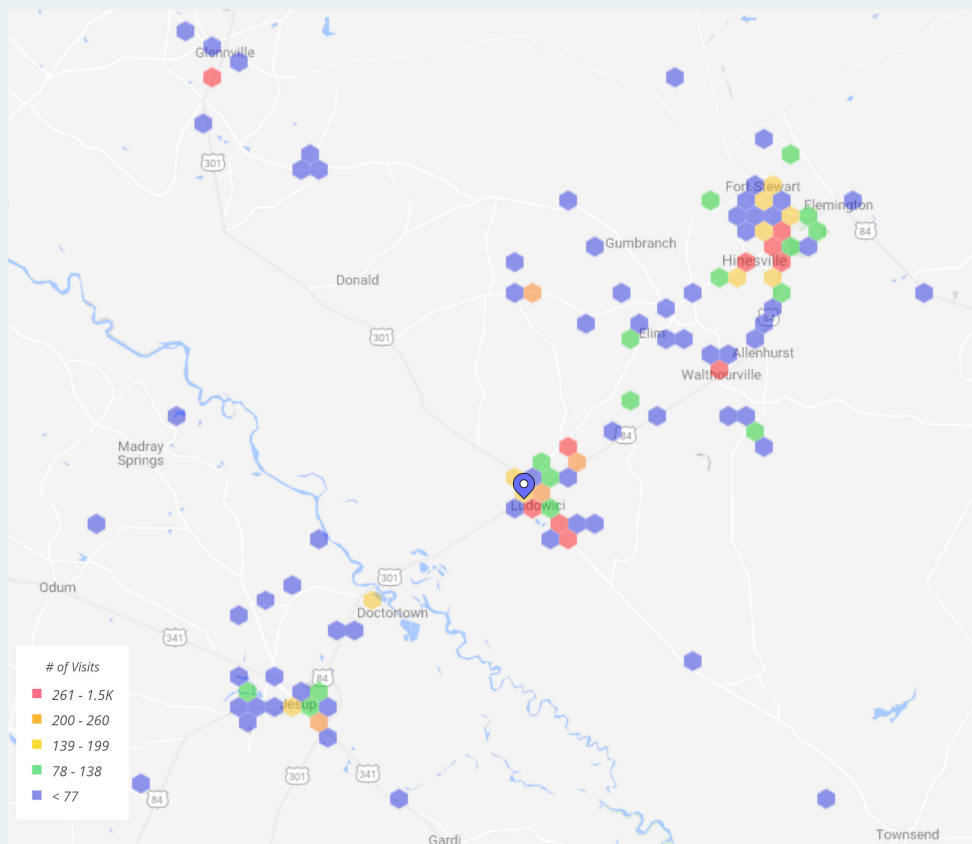 Glennville
301
Fort Stewart
Flemington
84
Gumbranch
Hinesville
Donald
84
301
Elim
Allenhurst
Walthourville
84
Madray
Springs
Ludowici
301
Odum
Doctortown
341
84
Jesup
# of Visits
261 - 1.5K
200 - 260
139 - 199
78 - 138
< 77
301
341
84
Gardi
Townsend